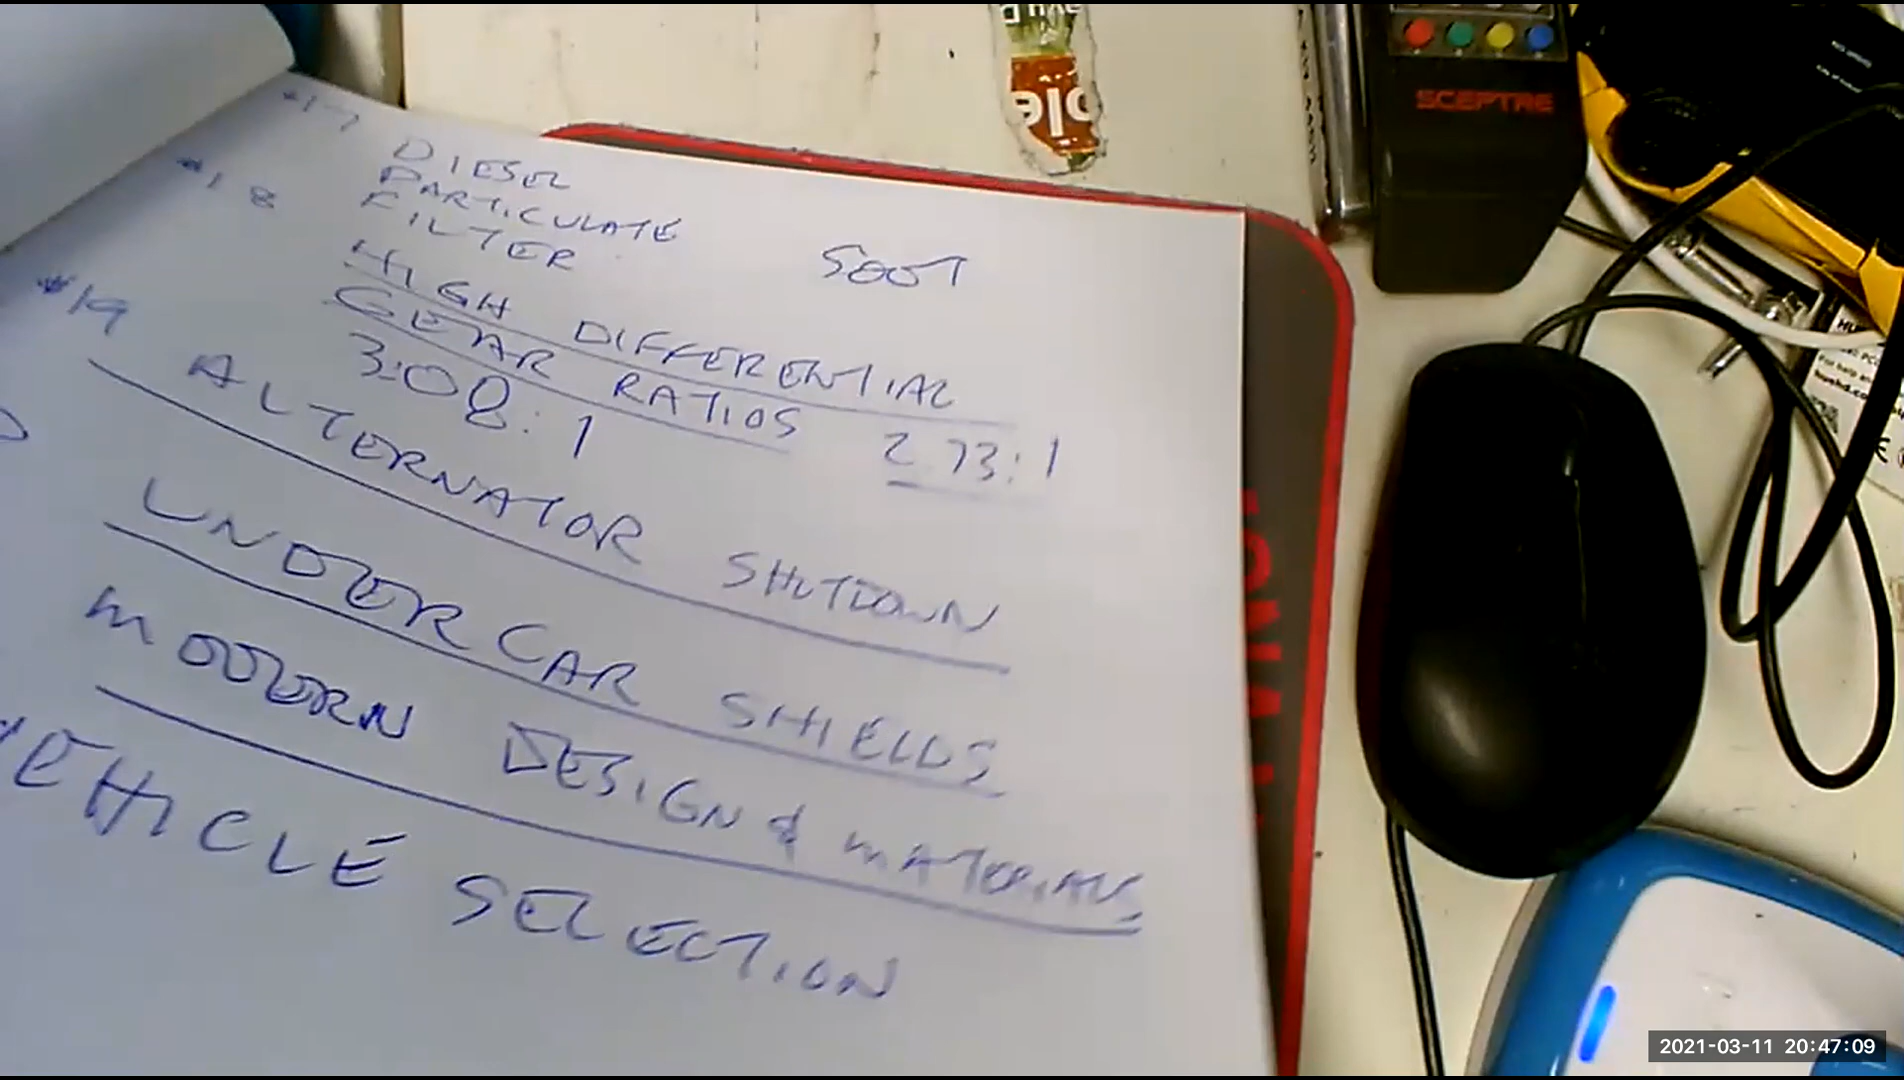 #17 DIESEL
PARTICULATE
FILTER
SOOT
#18 HIGH DIFFERENTIAL
GEAR RATIOS
3.08:1 2.73:1
#19 ALTERNATOR SHUTDOWN
UNDERCAR SHIELDS
MODERN DESIGN & MATERIALS
VEHICLE SELECTION
SCEPTRE
2021-03-11 20:47:09